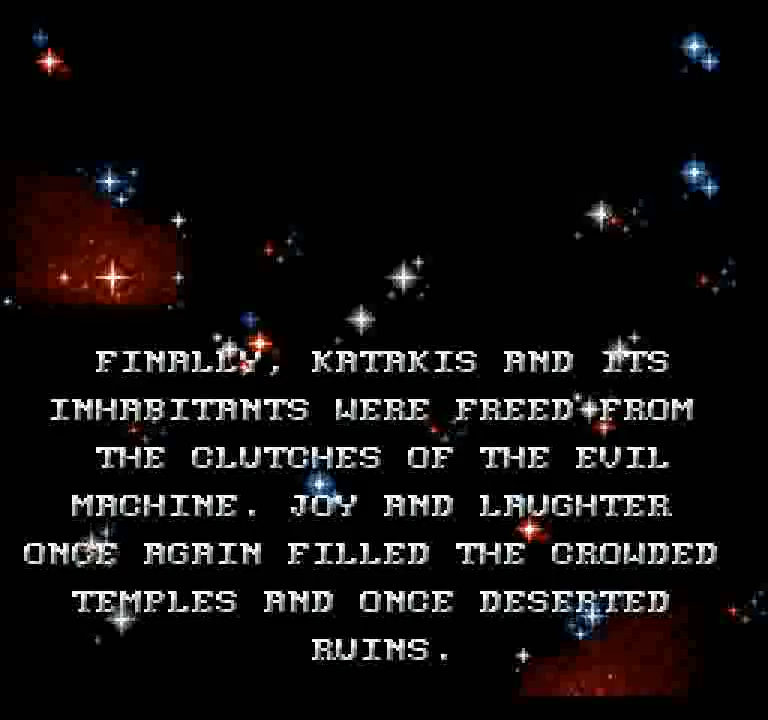 FINALLY, KATAKIS AND ITS
INHABITANTS WERE FREED FROM
THE CLUTCHES OF THE EVIL
MACHINE. JOY AND LAUGHTER
ONCE AGAIN FILLED THE CROWDED
TEMPLES AND ONCE DESERTED
RUINS.